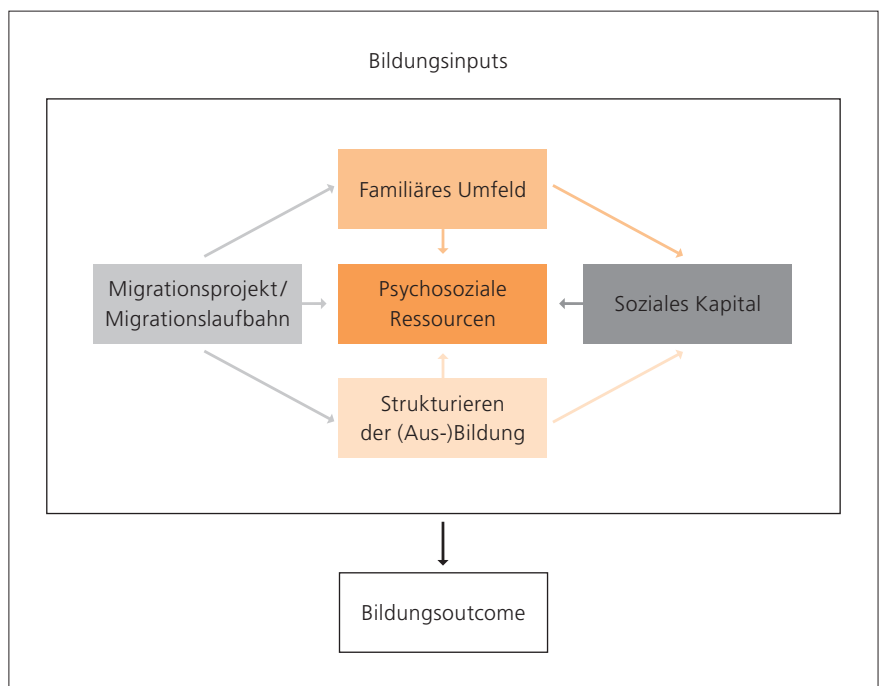 Bildungsinputs
Familiäres Umfeld
Migrationsprojekt/
Migrationslaufbahn
Psychosoziale
Ressourcen
Soziales Kapital
Strukturieren
der (Aus-)Bildung
Bildungsoutcome